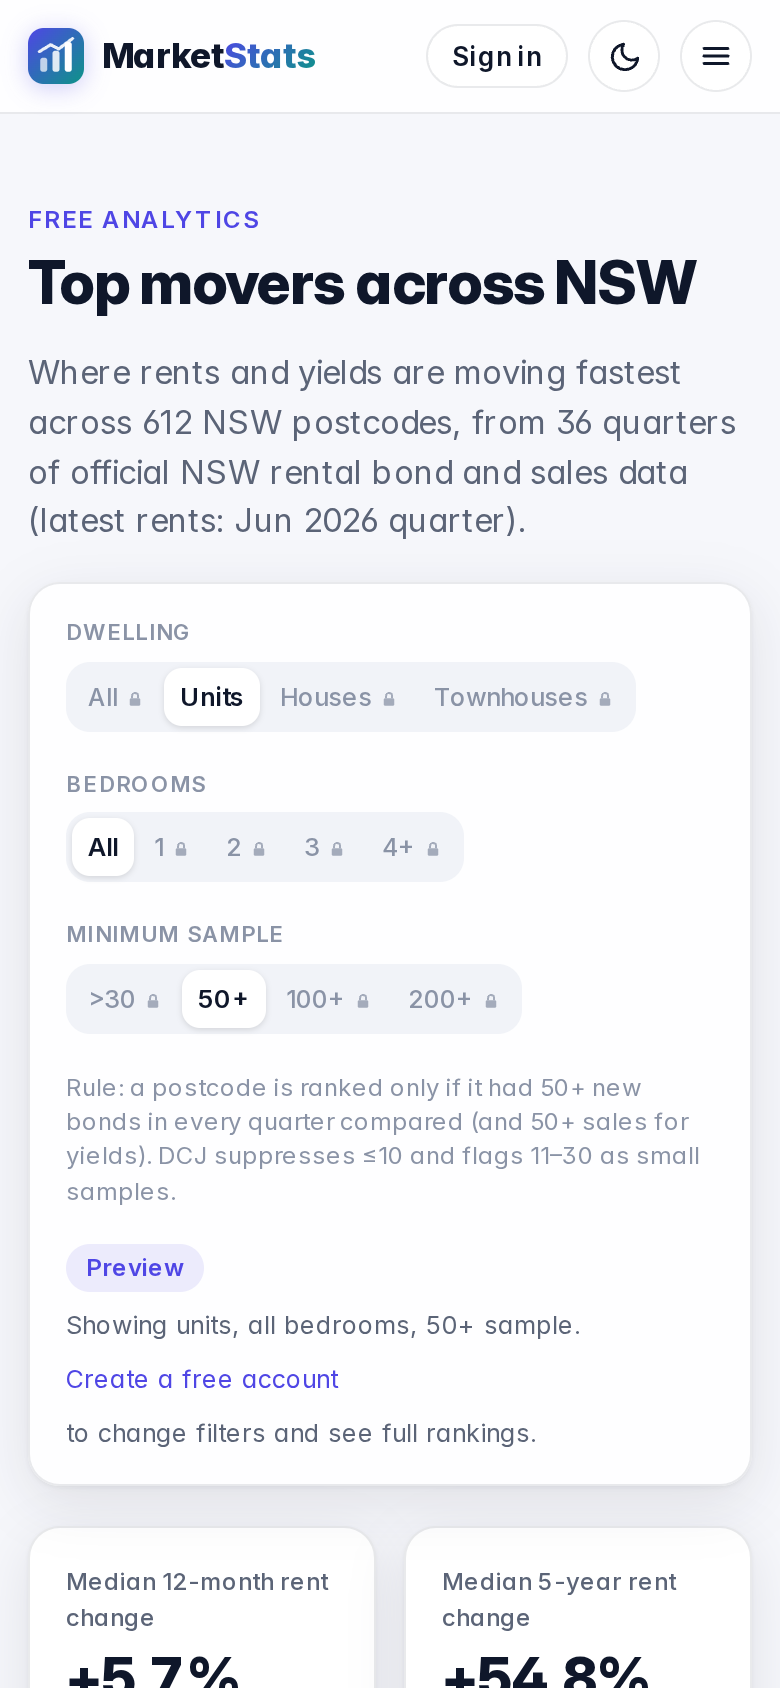 MarketStats
Sign in
FREE ANALYTICS
Top movers across NSW
Where rents and yields are moving fastest
across 612 NSW postcodes, from 36 quarters
of official NSW rental bond and sales data
(latest rents: Jun 2026 quarter).
DWELLING
All Units Houses Townhouses
BEDROOMS
All 1 2 3 4+
MINIMUM SAMPLE
>30 50+ 100+ 200+
Rule: a postcode is ranked only if it had 50+ new
bonds in every quarter compared (and 50+ sales for
yields). DCJ suppresses ≤10 and flags 11–30 as small
samples.
Preview
Showing units, all bedrooms, 50+ sample.
Create a free account
to change filters and see full rankings.
Median 12-month rent
change
+5.7%
Median 5-year rent
change
+54.8%